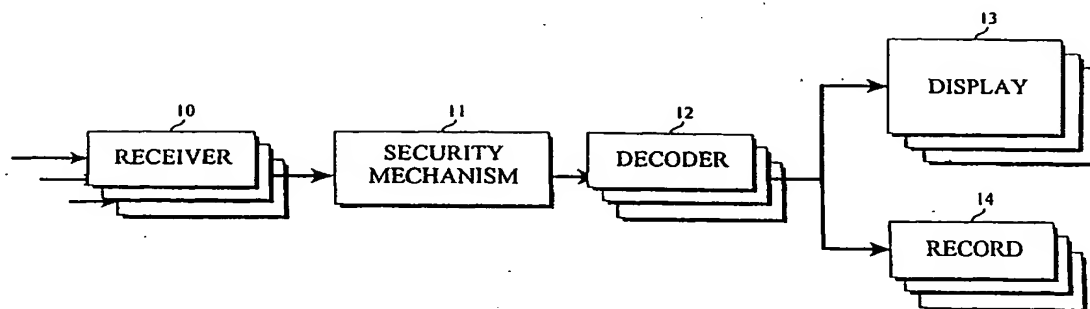 10
RECEIVER
11
SECURITY
MECHANISM
12
DECODER
13
DISPLAY
14
RECORD